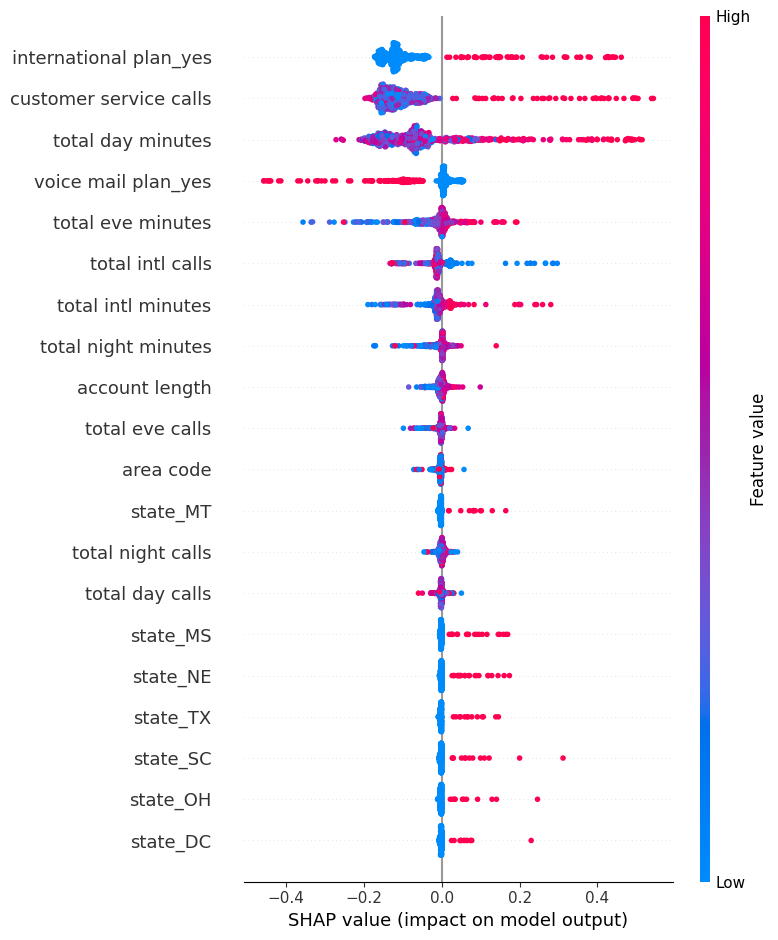 High
international plan_yes
customer service calls
total day minutes
voice mail plan_yes
total eve minutes
total intl calls
total intl minutes
total night minutes
account length
total eve calls
area code
state_MT
total night calls
total day calls
state_MS
state_NE
state_TX
state_SC
state_OH
state_DC
Feature value
Low
−0.4 −0.2 0.0 0.2 0.4
SHAP value (impact on model output)